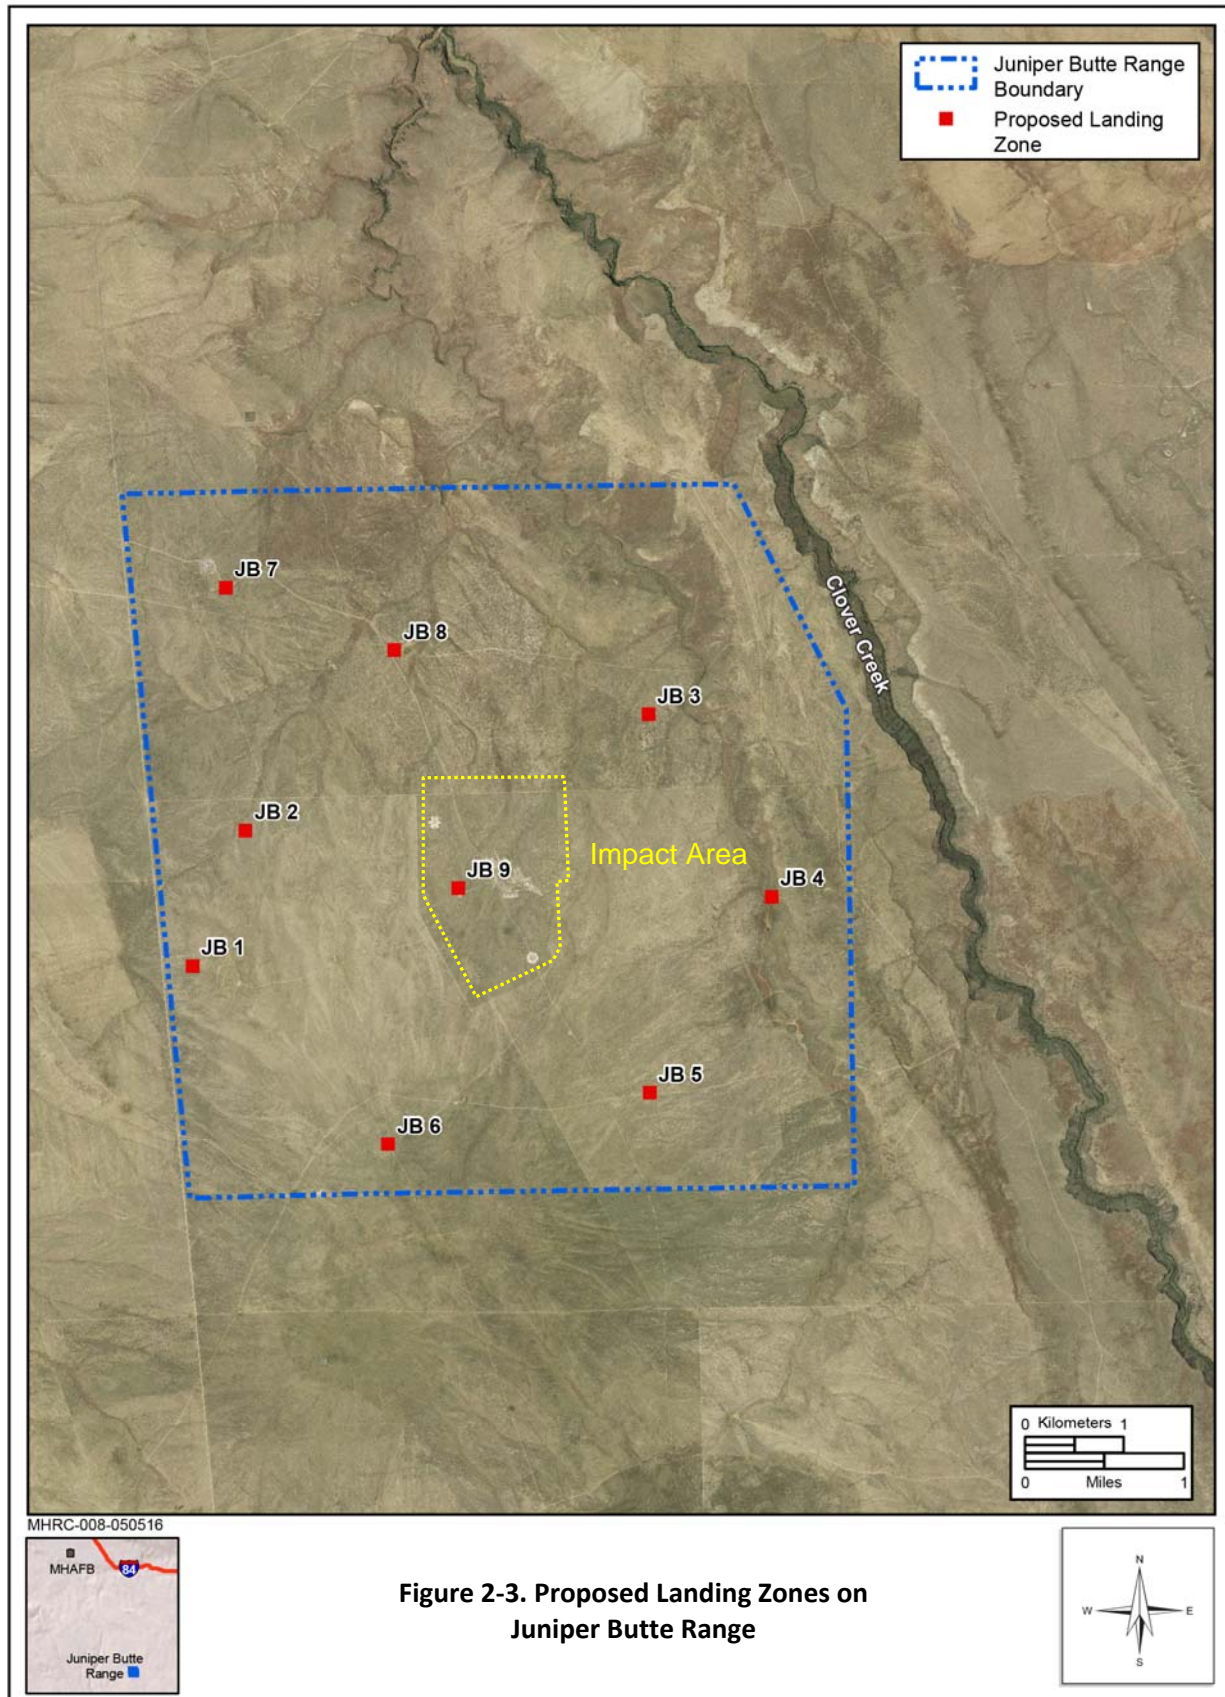 Juniper Butte Range
Boundary
Proposed Landing
Zone
JB 7
JB 8
Clover Creek
JB 3
JB 2
Impact Area
JB 9
JB 4
JB 1
JB 5
JB 6
0 Kilometers 1
0 Miles 1
MHRC-008-050516
MHAFB
84
Juniper Butte
Range
Figure 2-3. Proposed Landing Zones on
Juniper Butte Range
N
W E
S